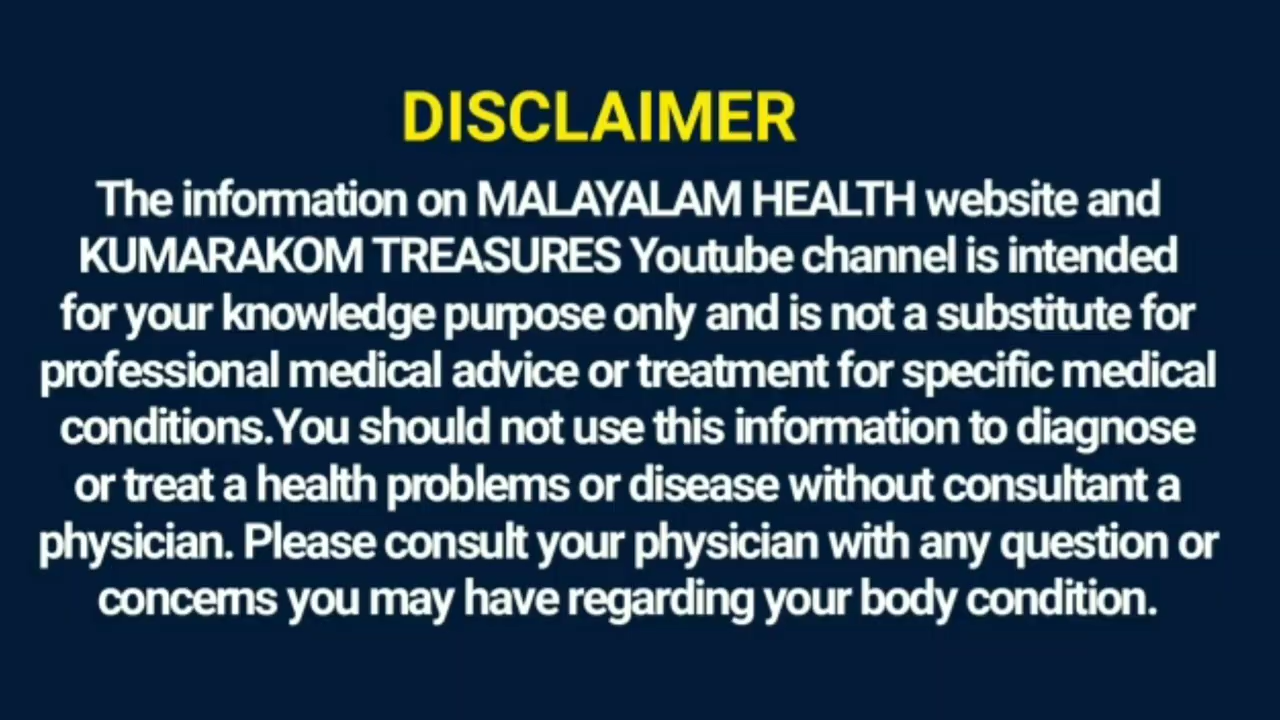 DISCLAIMER
The information on MALAYALAM HEALTH website and
KUMARAKOM TREASURES Youtube channel is intended
for your knowledge purpose only and is not a substitute for
professional medical advice or treatment for specific medical
conditions.You should not use this information to diagnose
or treat a health problems or disease without consultant a
physician. Please consult your physician with any question or
concerns you may have regarding your body condition.